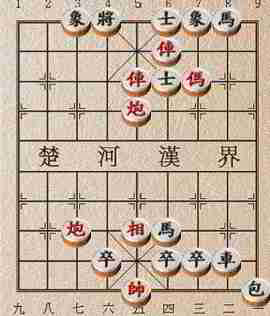 1 2 3 4 5 6 7 8 9
象 將 士 象 馬
俥
俥 士 傌
炮
楚 河 漢 界
炮 相 馬
卒 卒 卒 車
帥 包
九 八 七 六 五 四 三 二 一